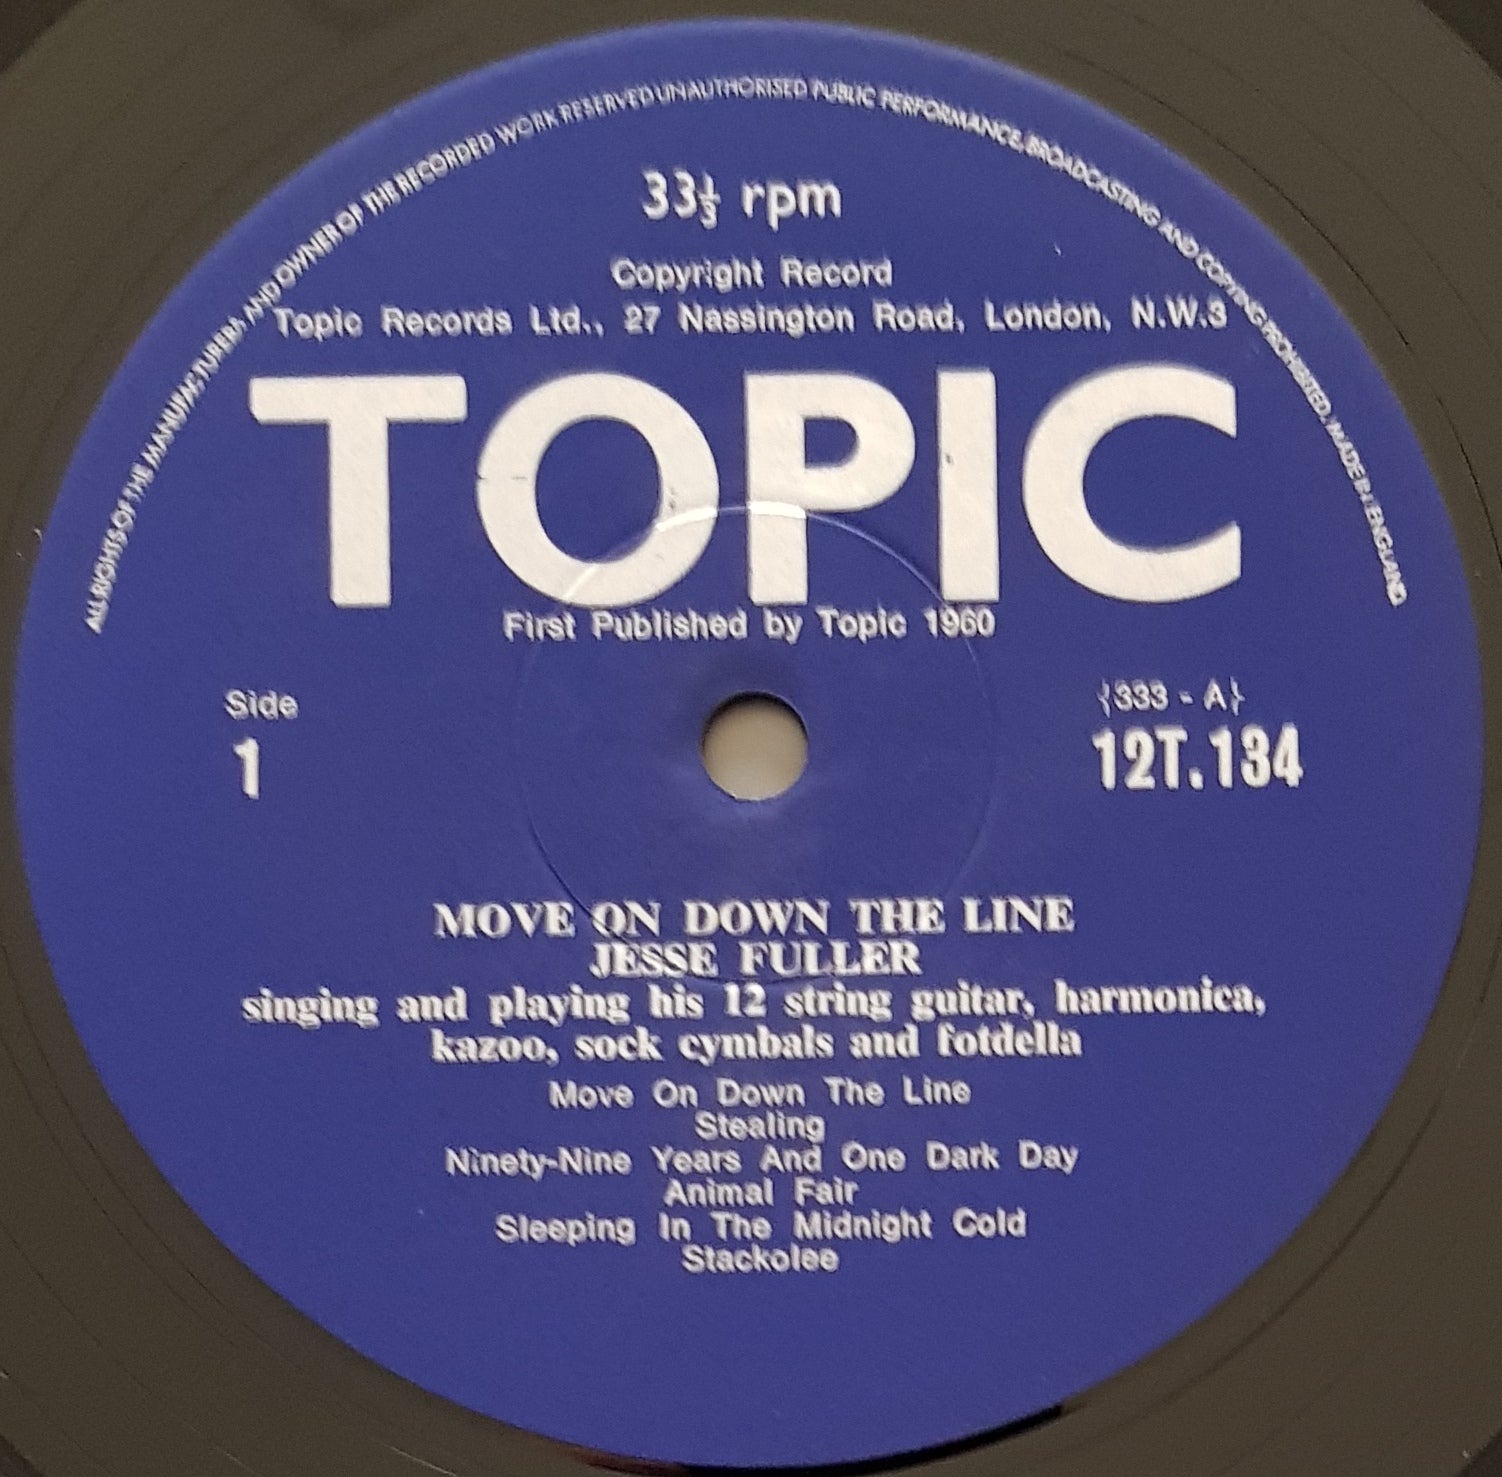 ALL RIGHTS OF THE MANUFACTURERS AND OWNER OF THE RECORDED WORK RESERVED UNAUTHORISED PUBLIC PERFORMANCE, BROADCASTING AND COPYING PROHIBITED, MADE IN ENGLAND
33⅓ rpm
Copyright Record
Topic Records Ltd., 27 Nassington Road, London, N.W.3
TOPIC
First Published by Topic 1960
Side
1
{333 - A}
12T.134
MOVE ON DOWN THE LINE
JESSE FULLER
singing and playing his 12 string guitar, harmonica,
kazoo, sock cymbals and fotdella
Move On Down The Line
Stealing
Ninety-Nine Years And One Dark Day
Animal Fair
Sleeping In The Midnight Cold
Stackolee